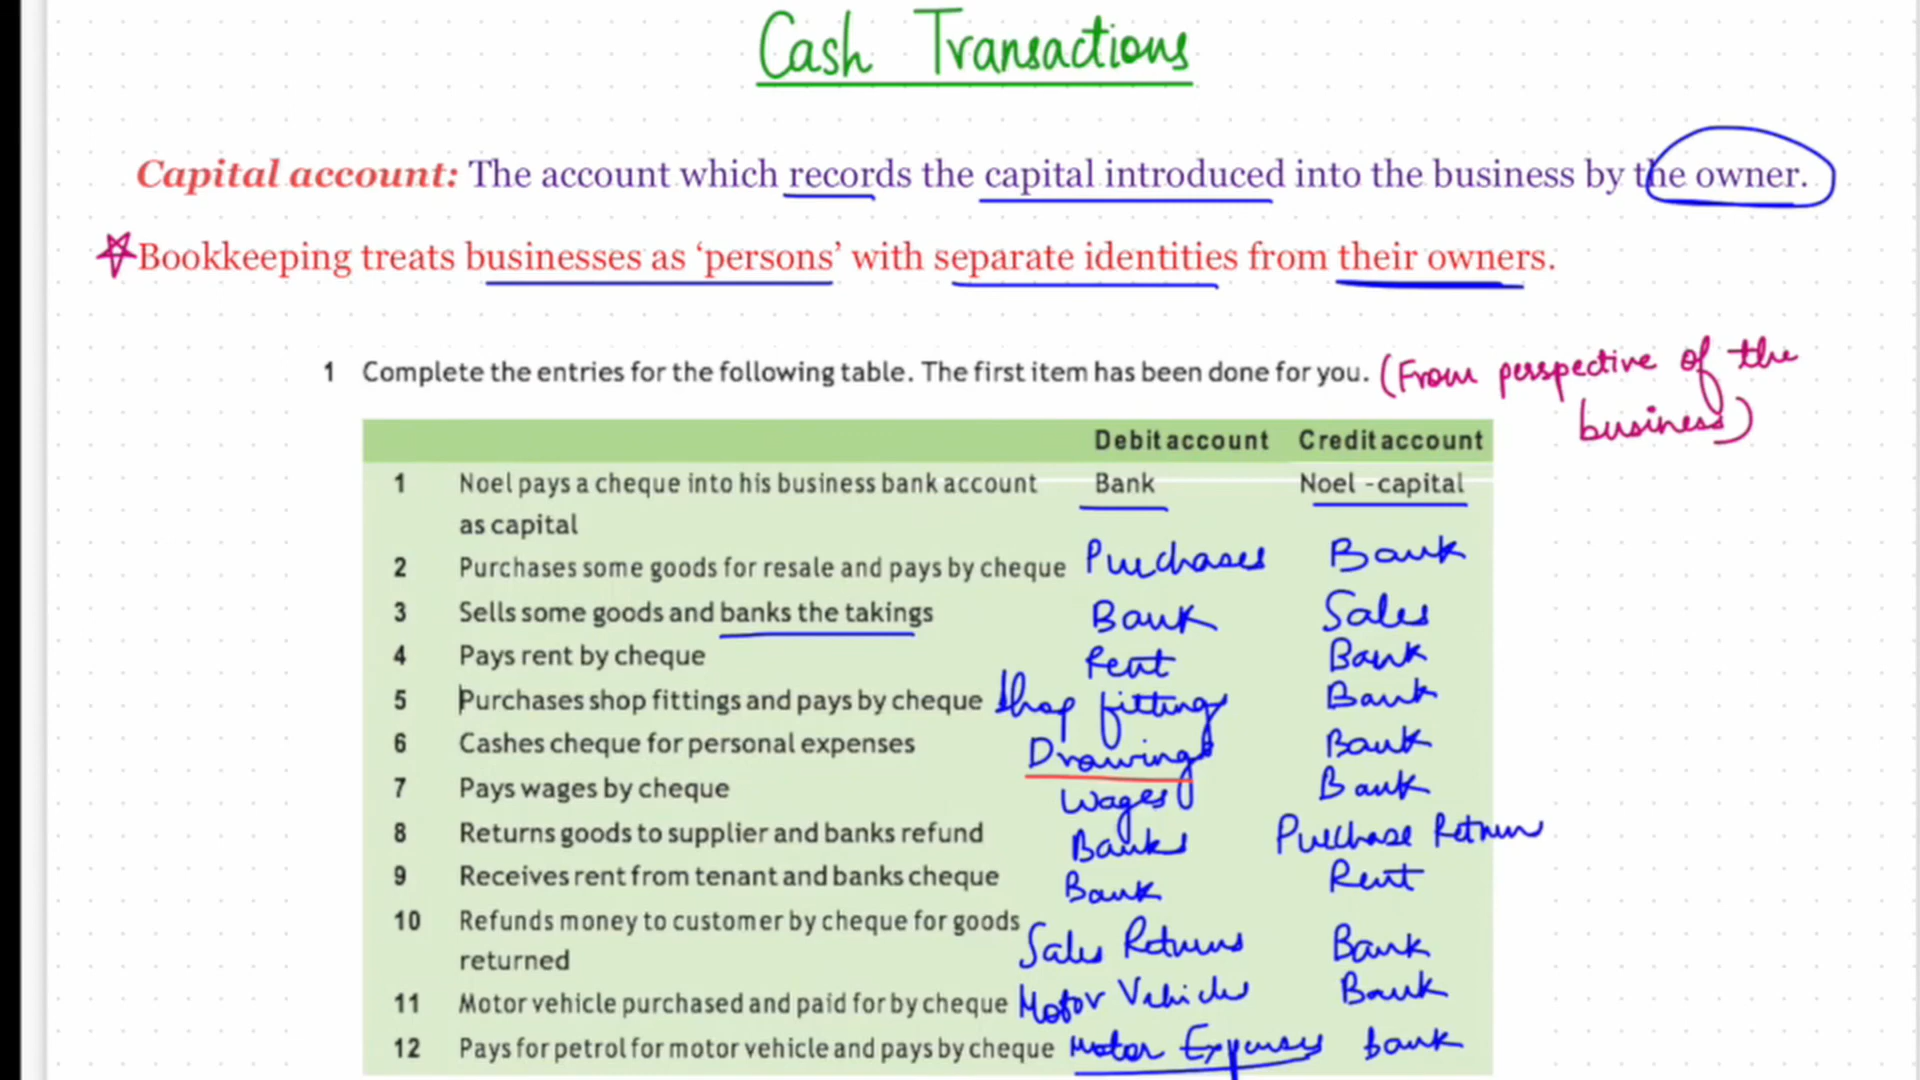 Cash Transactions
Capital account: The account which records the capital introduced into the business by the owner.
Bookkeeping treats businesses as ‘persons’ with separate identities from their owners.
1 Complete the entries for the following table. The first item has been done for you. (From perspective of the
business)
Debit account Credit account
1 Noel pays a cheque into his business bank account Bank Noel - capital
as capital
2 Purchases some goods for resale and pays by cheque Purchases Bank
3 Sells some goods and banks the takings Bank Sales
4 Pays rent by cheque Rent Bank
5 Purchases shop fittings and pays by cheque Shop fittings Bank
6 Cashes cheque for personal expenses Drawings Bank
7 Pays wages by cheque Wages Bank
8 Returns goods to supplier and banks refund Banks Purchase Return
9 Receives rent from tenant and banks cheque Bank Rent
10 Refunds money to customer by cheque for goods
returned Sales Returns Bank
11 Motor vehicle purchased and paid for by cheque Motor Vehicles Bank
12 Pays for petrol for motor vehicle and pays by cheque Motor Expenses bank